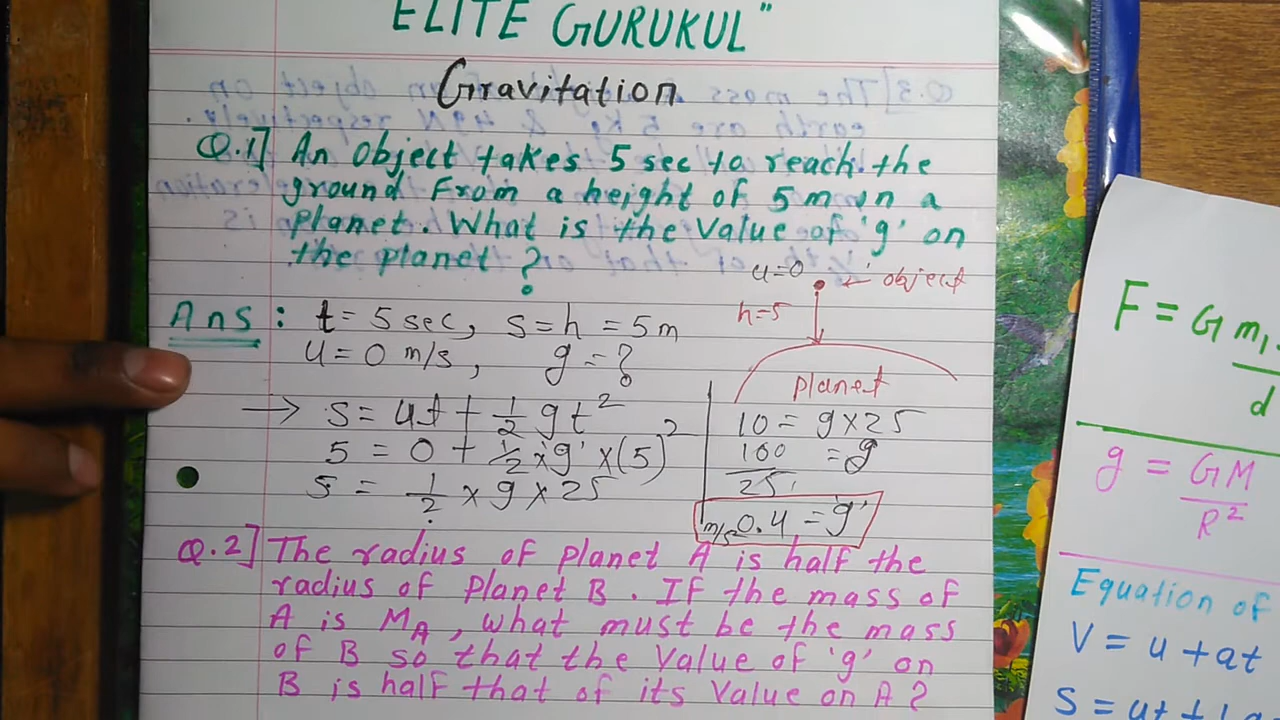 ELITE GURUKUL"
Gravitation
Q.1] An object takes 5 sec to reach the
ground From a height of 5 m on a
planet. What is the Value of 'g' on
the planet ?
u=0 ← object
h=5
planet
Ans : t = 5 sec, s = h = 5m
u = 0 m/s, g = ?
→ s = ut + 1/2 gt²
5 = 0 + 1/2 × 'g' × (5)²
5 = 1/2 × g × 25
10 = g × 25
100/25 = g
m/s² 0.4 = 'g'
Q.2] The radius of planet A is half the
radius of Planet B. If the mass of
A is M_A, what must be the mass
of B so that the Value of 'g' on
B is half that of its Value on A ?
F = G m₁.
d
g = GM/R²
Equation of
V = u + at
S = ut +